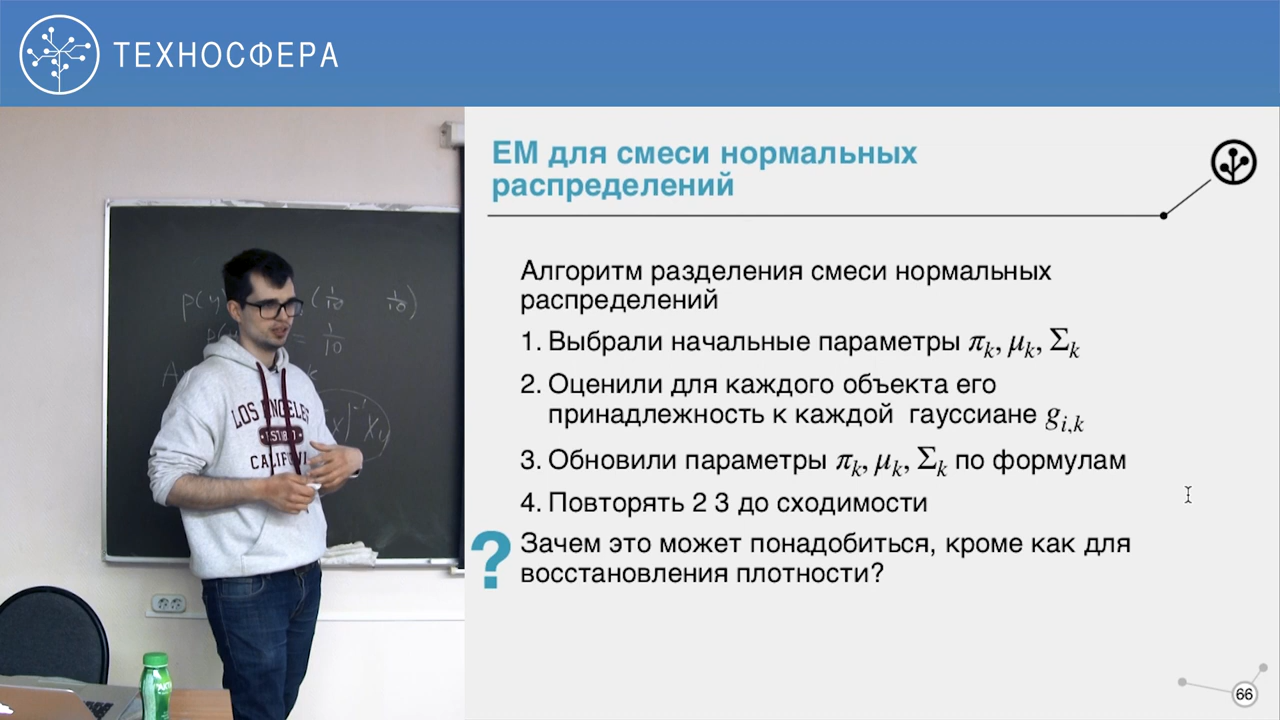 ТЕХНОСФЕРА
ЕМ для смеси нормальных
распределений
Алгоритм разделения смеси нормальных
распределений
1. Выбрали начальные параметры πk, μk, Σk
2. Оценили для каждого объекта его
принадлежность к каждой гауссиане gi,k
3. Обновили параметры πk, μk, Σk по формулам
4. Повторять 2 3 до сходимости
? Зачем это может понадобиться, кроме как для
восстановления плотности?
66
LOS ANGELES